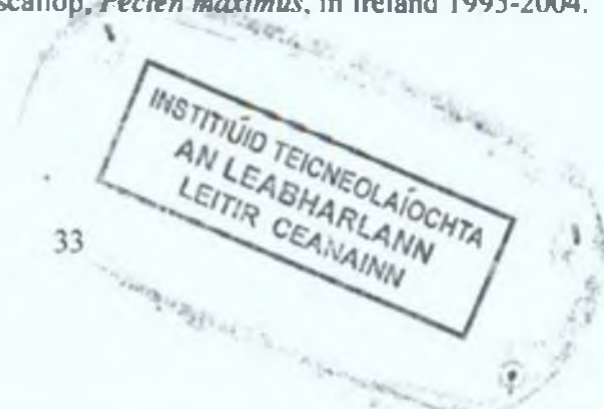 scallop, Pecten maximus, in Ireland 1995-2004.
INSTITIÚID TEICNEOLAÍOCHTA
AN LEABHARLANN
LEITIR CEANAINN
33